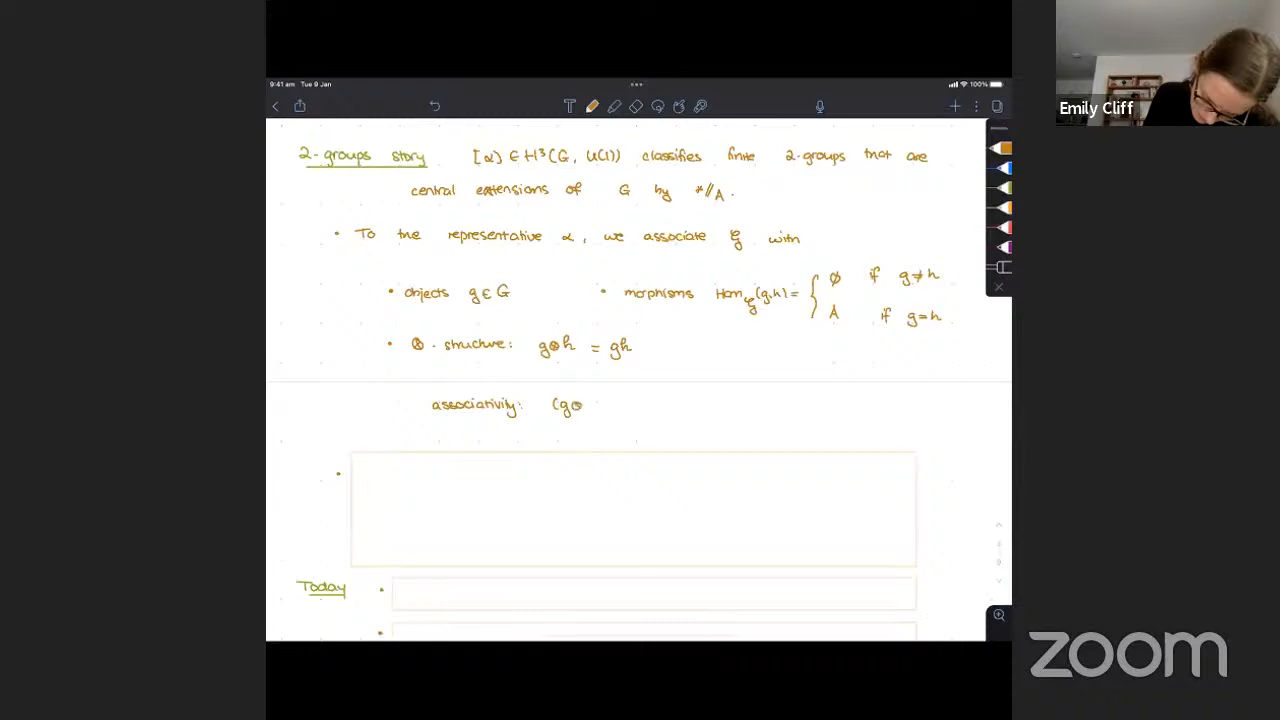 9:41 am Tue 9 Jan
100%
Emily Cliff
2-groups story [α] ∈ H³(G, U(1)) classifies finite 2-groups that are
central extensions of G by *//A.
• To the representative α, we associate 𝒢 with
• objects g ∈ G • morphisms Hom_𝒢(g,h) = { ∅ if g≠h
A if g=h
• ⊗-structure: g⊗h = gh
associativity: (g⊗
•
Today •
•
zoom